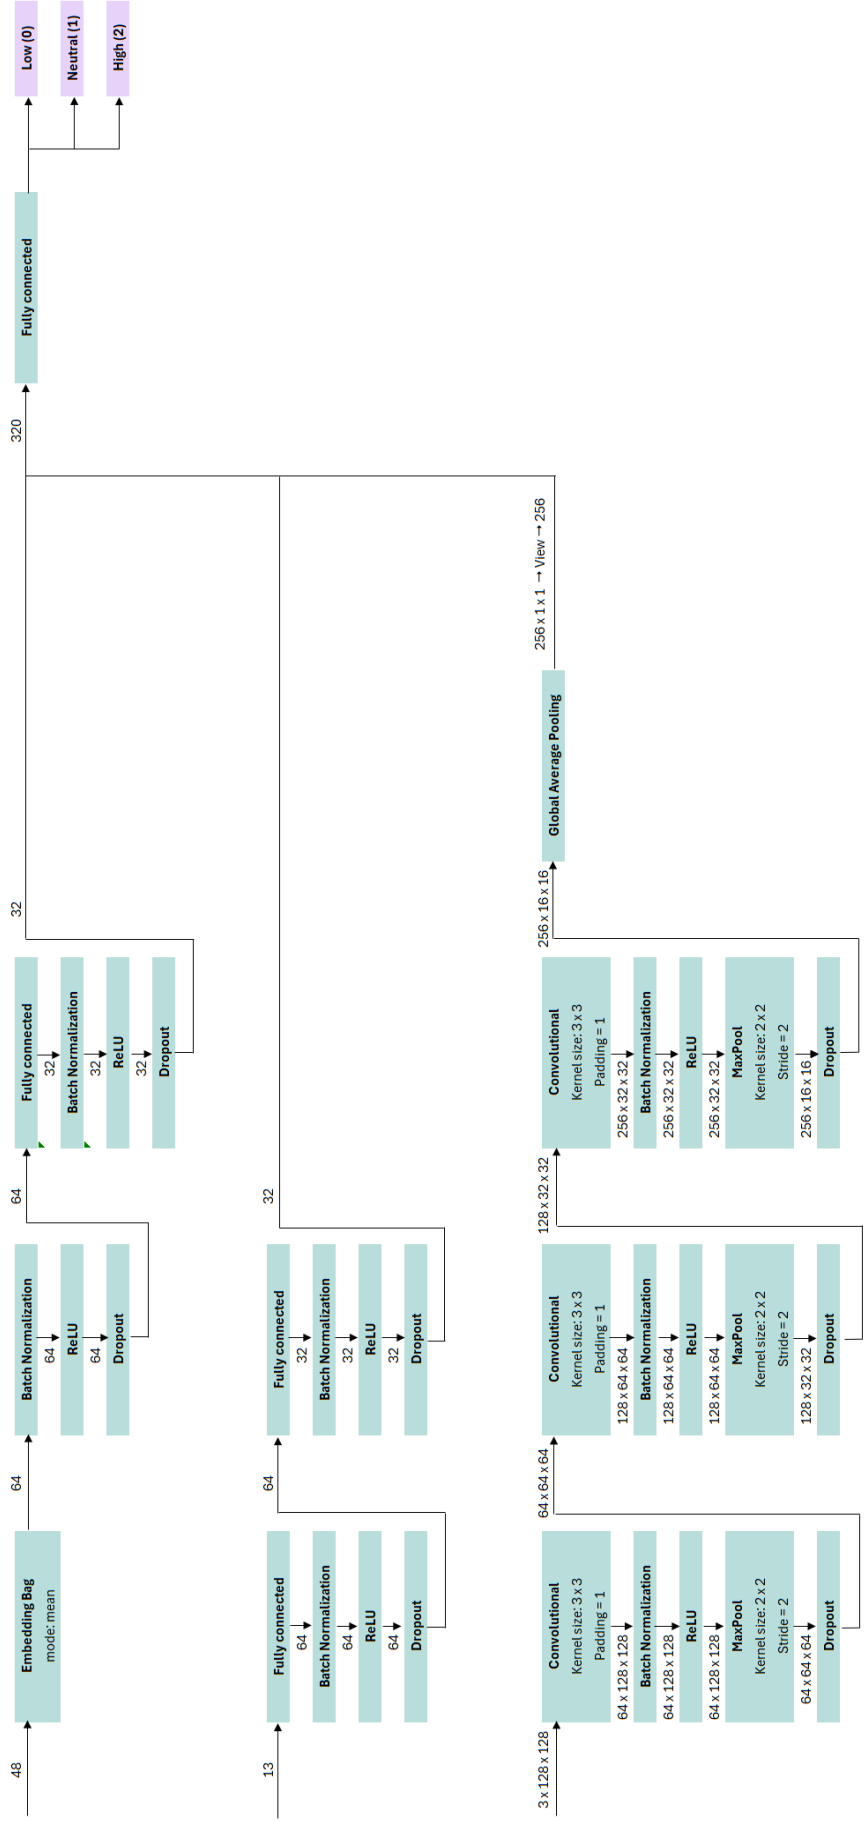 48
Embedding Bag
mode: mean
64
Batch Normalization
64
ReLU
64
Dropout
64
Fully connected
32
Batch Normalization
32
ReLU
32
Dropout
32
320
Fully connected
Low (0)
Neutral (1)
High (2)
13
Fully connected
64
Batch Normalization
64
ReLU
64
Dropout
64
Fully connected
32
Batch Normalization
32
ReLU
32
Dropout
32
3 x 128 x 128
Convolutional
Kernel size: 3 x 3
Padding = 1
64 x 128 x 128
Batch Normalization
64 x 128 x 128
ReLU
64 x 128 x 128
MaxPool
Kernel size: 2 x 2
Stride = 2
64 x 64 x 64
Dropout
64 x 64 x 64
Convolutional
Kernel size: 3 x 3
Padding = 1
128 x 64 x 64
Batch Normalization
128 x 64 x 64
ReLU
128 x 64 x 64
MaxPool
Kernel size: 2 x 2
Stride = 2
128 x 32 x 32
Dropout
128 x 32 x 32
Convolutional
Kernel size: 3 x 3
Padding = 1
256 x 32 x 32
Batch Normalization
256 x 32 x 32
ReLU
256 x 32 x 32
MaxPool
Kernel size: 2 x 2
Stride = 2
256 x 16 x 16
Dropout
256 x 16 x 16
Global Average Pooling
256 x 1 x 1 → View → 256